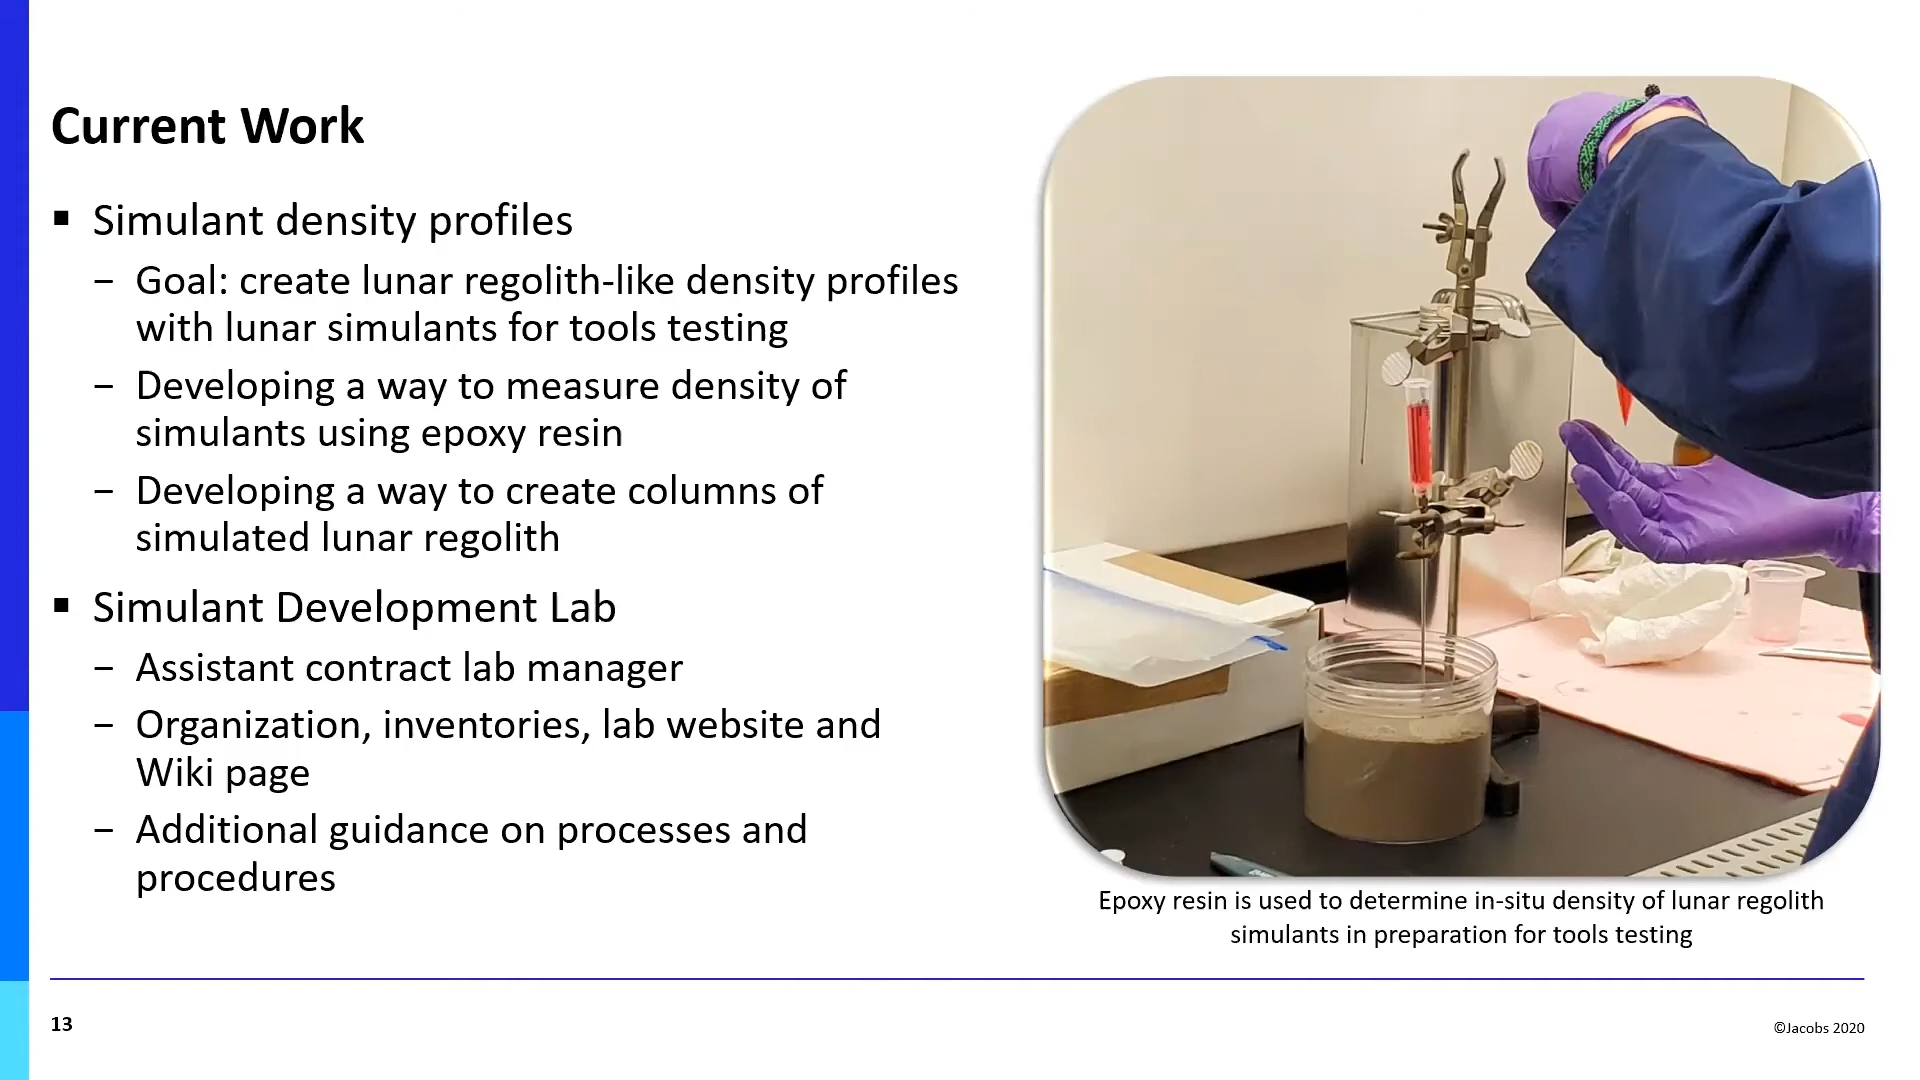 Current Work
▪ Simulant density profiles
– Goal: create lunar regolith-like density profiles
with lunar simulants for tools testing
– Developing a way to measure density of
simulants using epoxy resin
– Developing a way to create columns of
simulated lunar regolith
▪ Simulant Development Lab
– Assistant contract lab manager
– Organization, inventories, lab website and
Wiki page
– Additional guidance on processes and
procedures
Epoxy resin is used to determine in-situ density of lunar regolith
simulants in preparation for tools testing
13
©Jacobs 2020